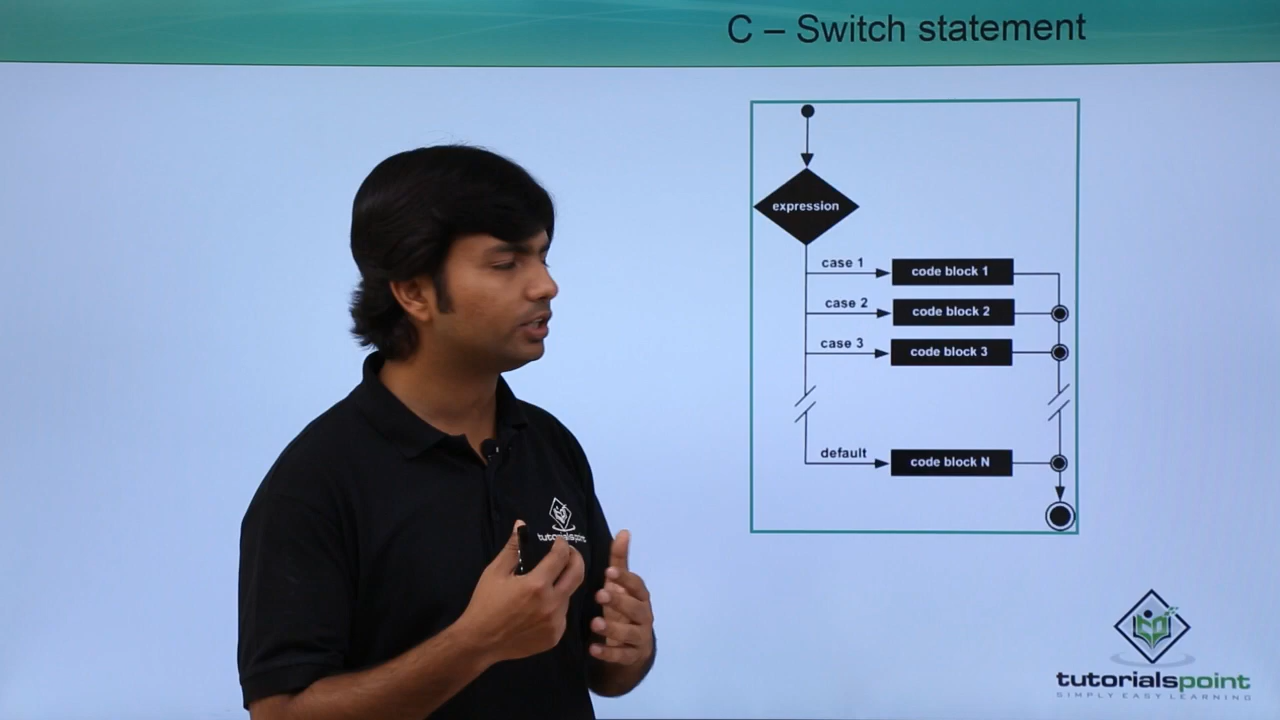 C – Switch statement
expression
case 1
code block 1
case 2
code block 2
case 3
code block 3
default
code block N
tutorialspoint
tutorialspoint
SIMPLY EASY LEARNING